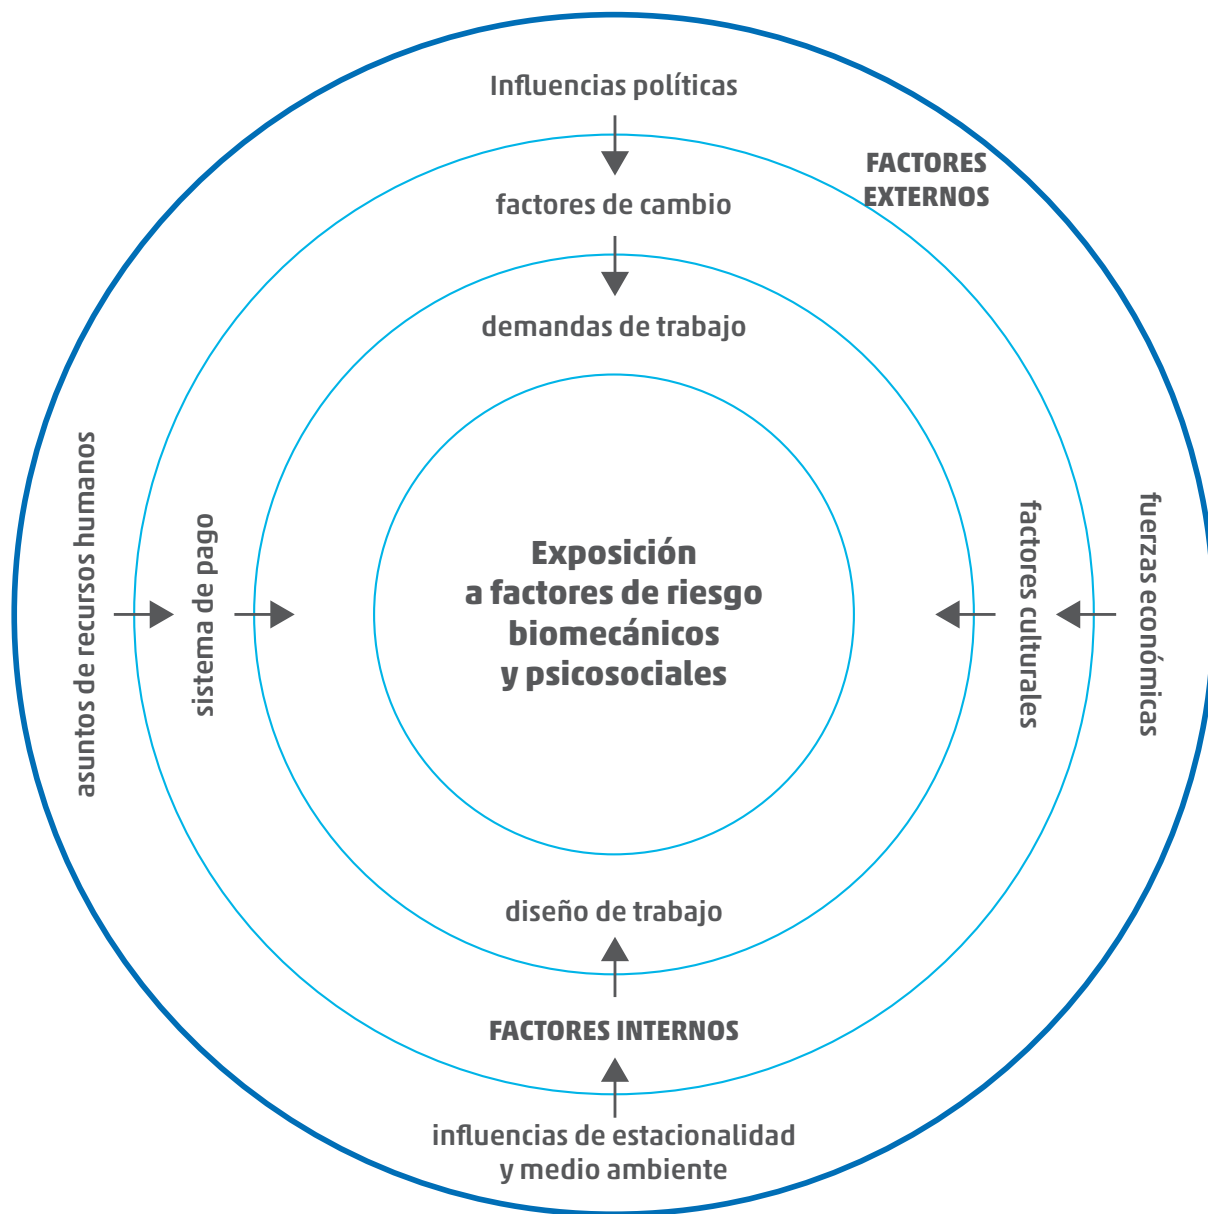 Influencias políticas
FACTORES
EXTERNOS
factores de cambio
demandas de trabajo
asuntos de recursos humanos
sistema de pago
Exposición
a factores de riesgo
biomecánicos
y psicosociales
factores culturales
fuerzas económicas
diseño de trabajo
FACTORES INTERNOS
influencias de estacionalidad
y medio ambiente